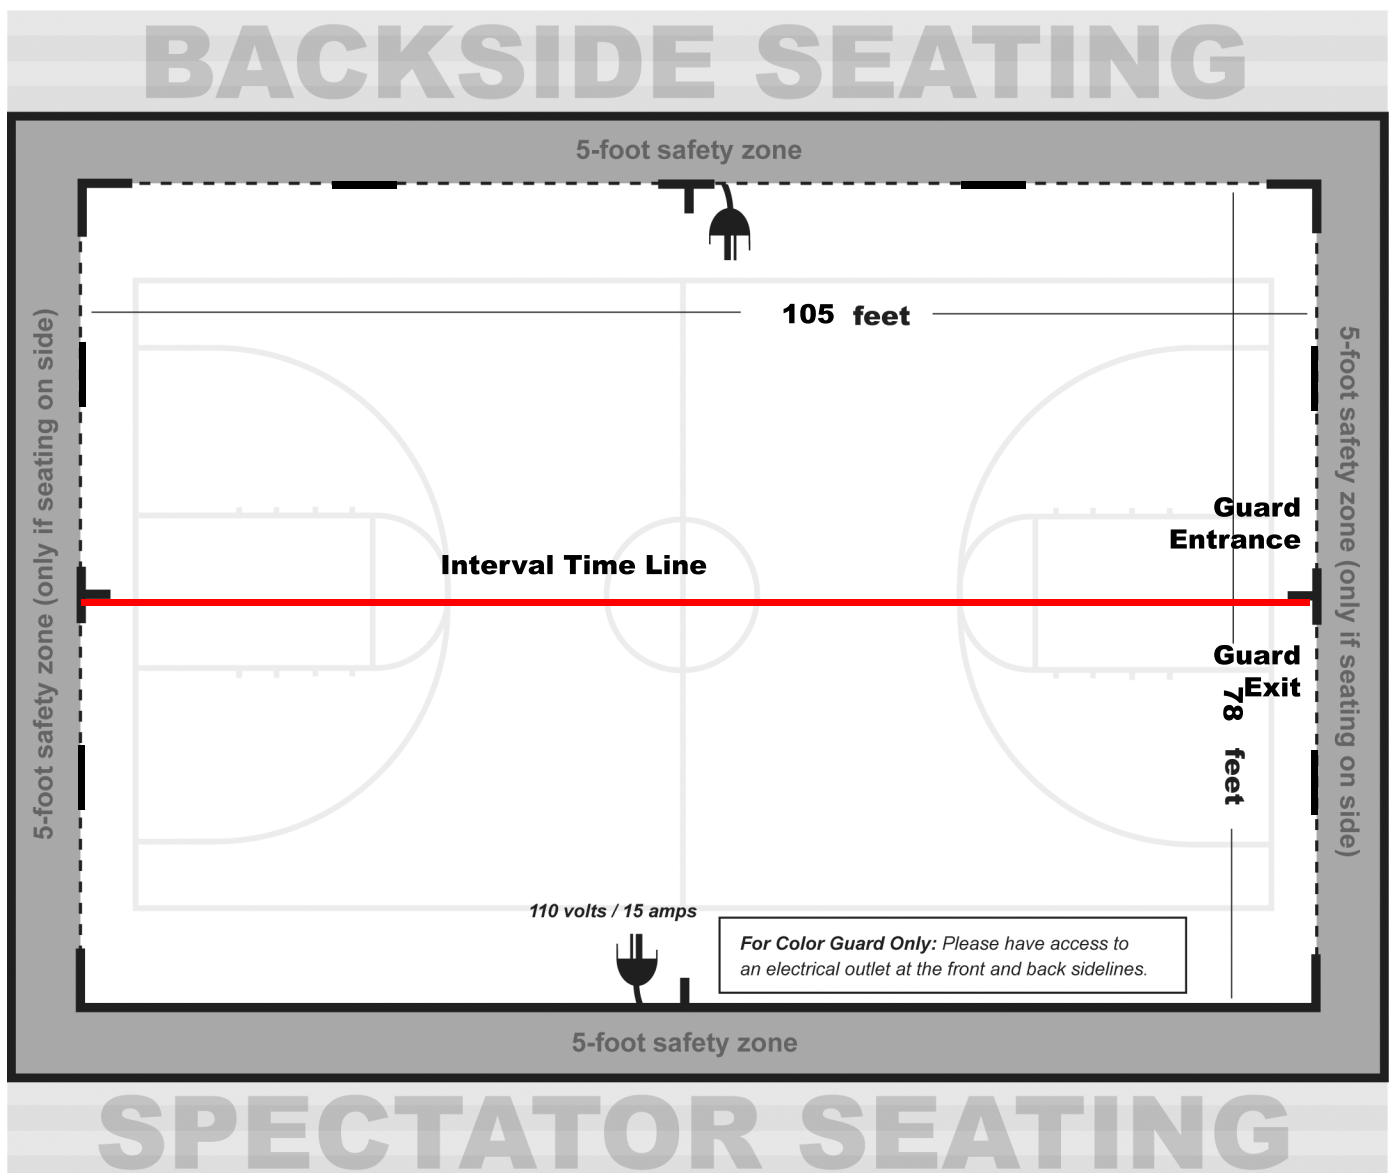 BACKSIDE SEATING
5-foot safety zone
105 feet
5-foot safety zone (only if seating on side)
5-foot safety zone (only if seating on side)
Guard
Entrance
Interval Time Line
Guard
Exit
78 feet
110 volts / 15 amps
For Color Guard Only: Please have access to
an electrical outlet at the front and back sidelines.
5-foot safety zone
SPECTATOR SEATING